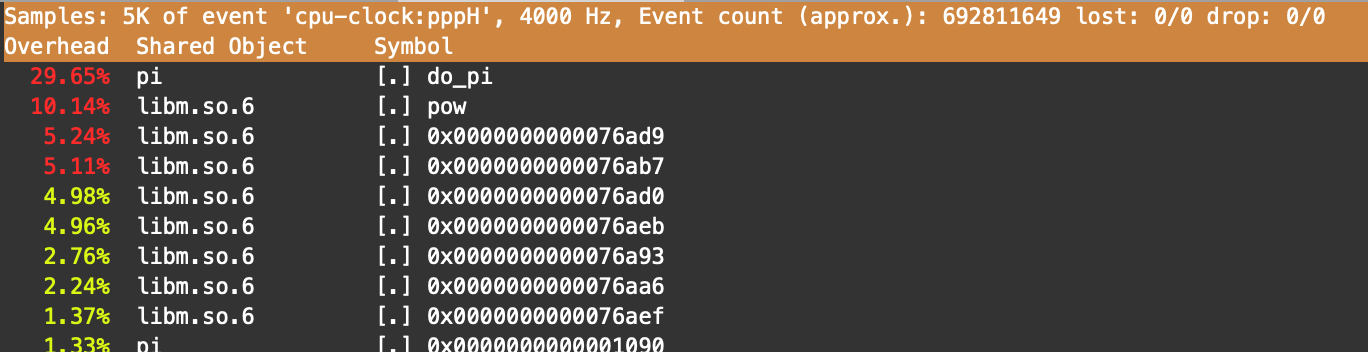 Samples: 5K of event 'cpu-clock:pppH', 4000 Hz, Event count (approx.): 692811649 lost: 0/0 drop: 0/0
Overhead  Shared Object     Symbol
29.65%  pi                [.] do_pi
10.14%  libm.so.6         [.] pow
5.24%  libm.so.6         [.] 0x0000000000076ad9
5.11%  libm.so.6         [.] 0x0000000000076ab7
4.98%  libm.so.6         [.] 0x0000000000076ad0
4.96%  libm.so.6         [.] 0x0000000000076aeb
2.76%  libm.so.6         [.] 0x0000000000076a93
2.24%  libm.so.6         [.] 0x0000000000076aa6
1.37%  libm.so.6         [.] 0x0000000000076aef
1.33%  pi                [.] 0x0000000000001090